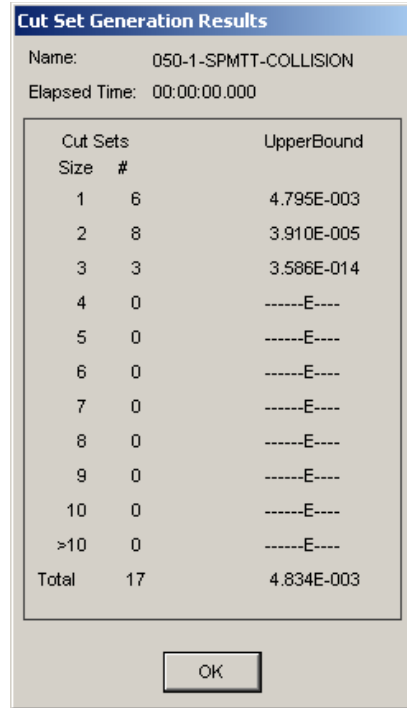 Cut Set Generation Results
Name: 050-1-SPMTT-COLLISION
Elapsed Time: 00:00:00.000
Cut Sets UpperBound
Size #
1 6 4.795E-003
2 8 3.910E-005
3 3 3.586E-014
4 0 ------E----
5 0 ------E----
6 0 ------E----
7 0 ------E----
8 0 ------E----
9 0 ------E----
10 0 ------E----
>10 0 ------E----
Total 17 4.834E-003
OK